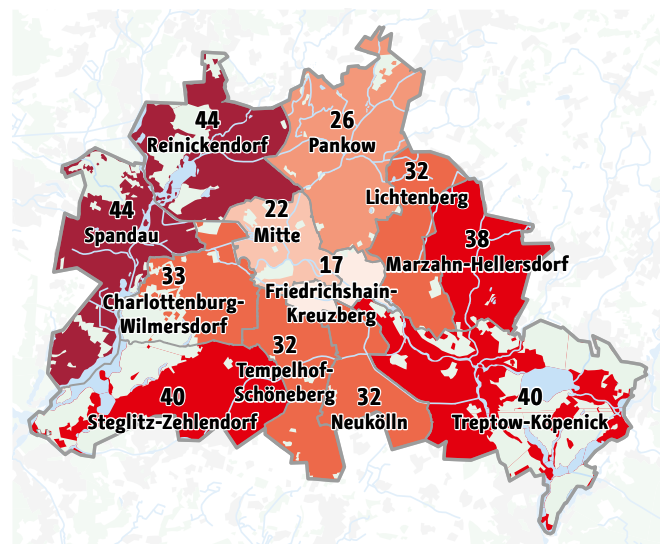 44
Reinickendorf
26
Pankow
32
Lichtenberg
44
Spandau
22
Mitte
38
Marzahn-Hellersdorf
17
Friedrichshain-
Kreuzberg
33
Charlottenburg-
Wilmersdorf
32
Tempelhof-
Schöneberg
40
Steglitz-Zehlendorf
32
Neukölln
40
Treptow-Köpenick